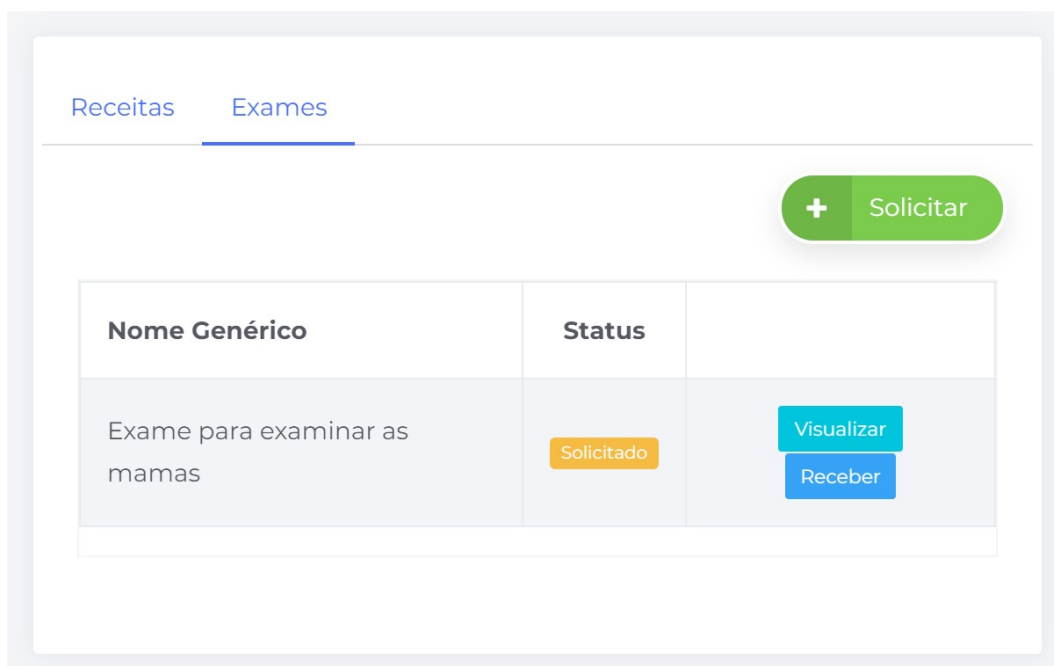 Receitas Exames
+ Solicitar
Nome Genérico Status
Exame para examinar as
mamas
Solicitado
Visualizar
Receber